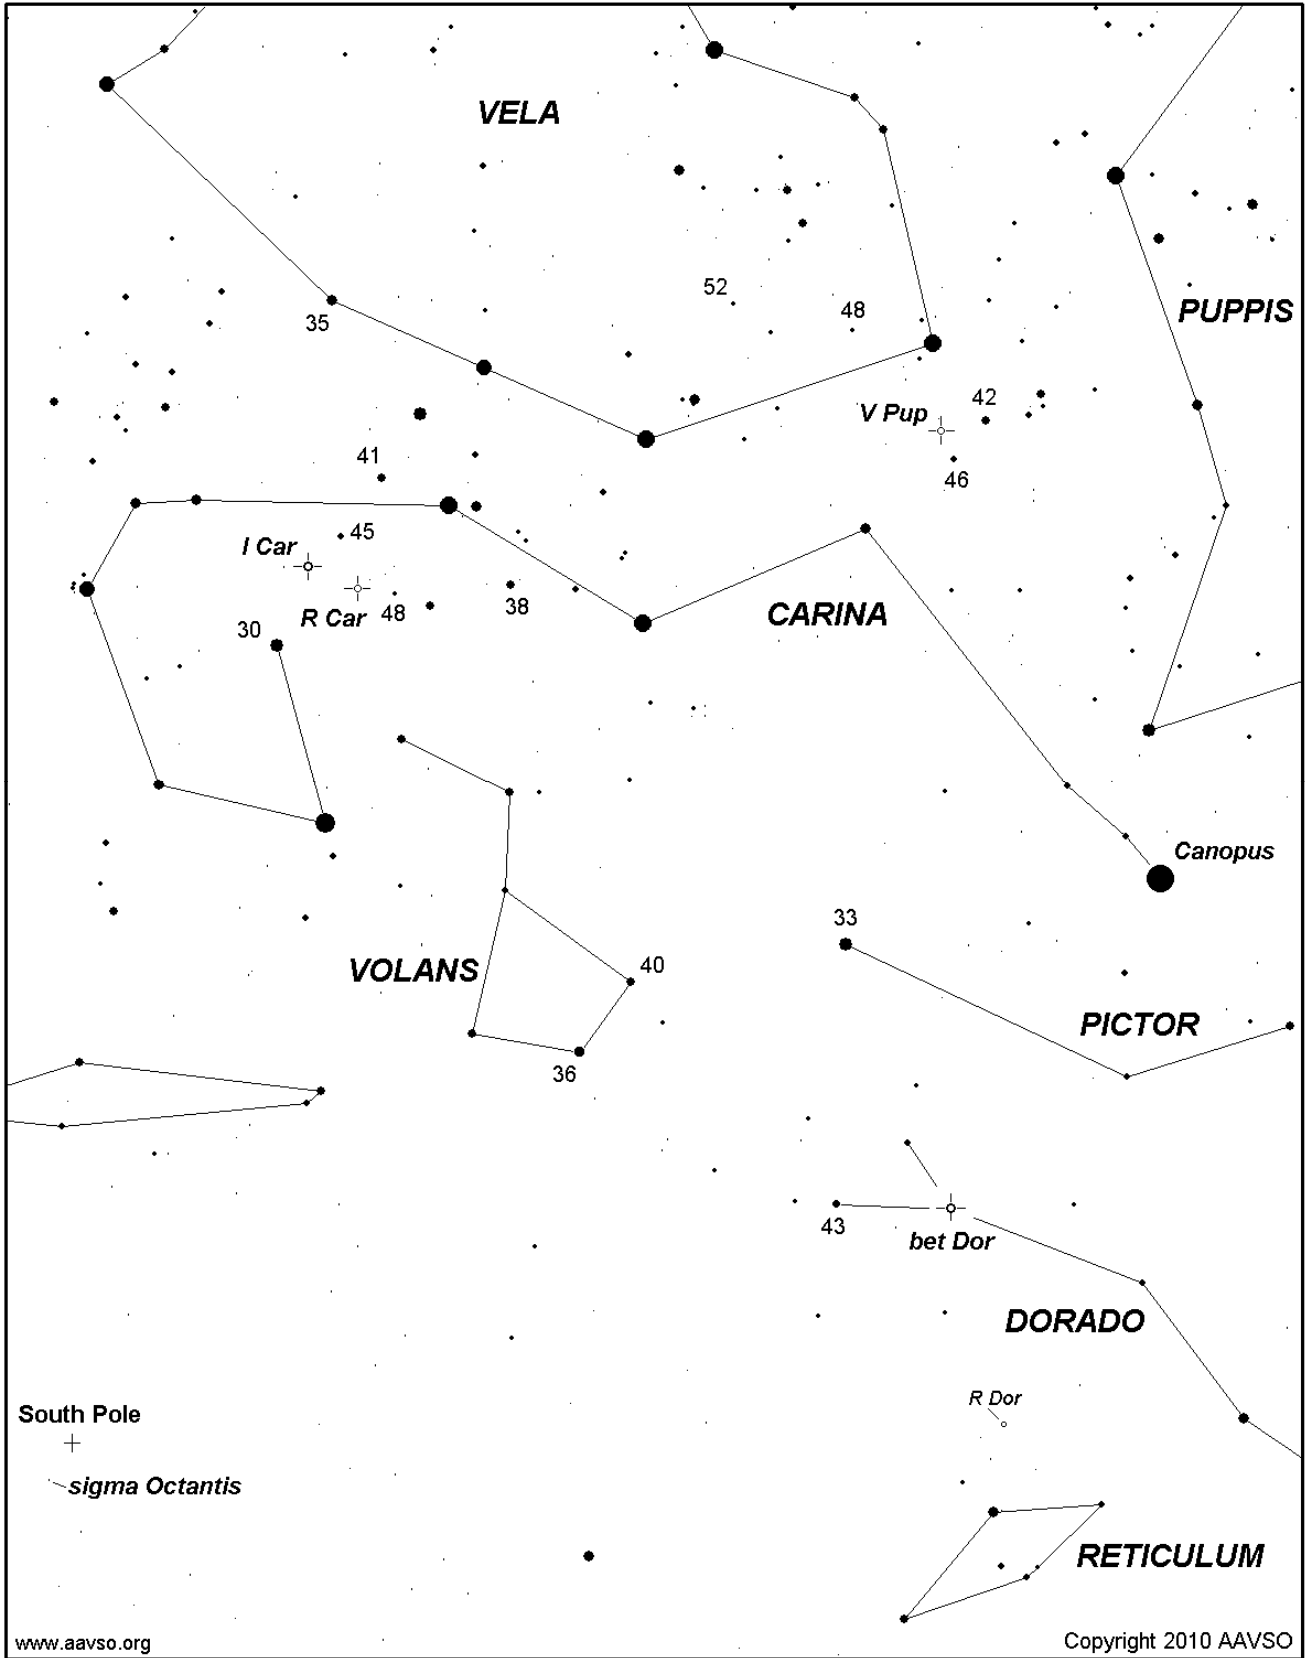 VELA
52
48
PUPPIS
35
V Pup
42
41
46
45
l Car
R Car
48
38
CARINA
30
Canopus
33
40
VOLANS
PICTOR
36
43
bet Dor
DORADO
R Dor
South Pole
sigma Octantis
RETICULUM
www.aavso.org
Copyright 2010 AAVSO